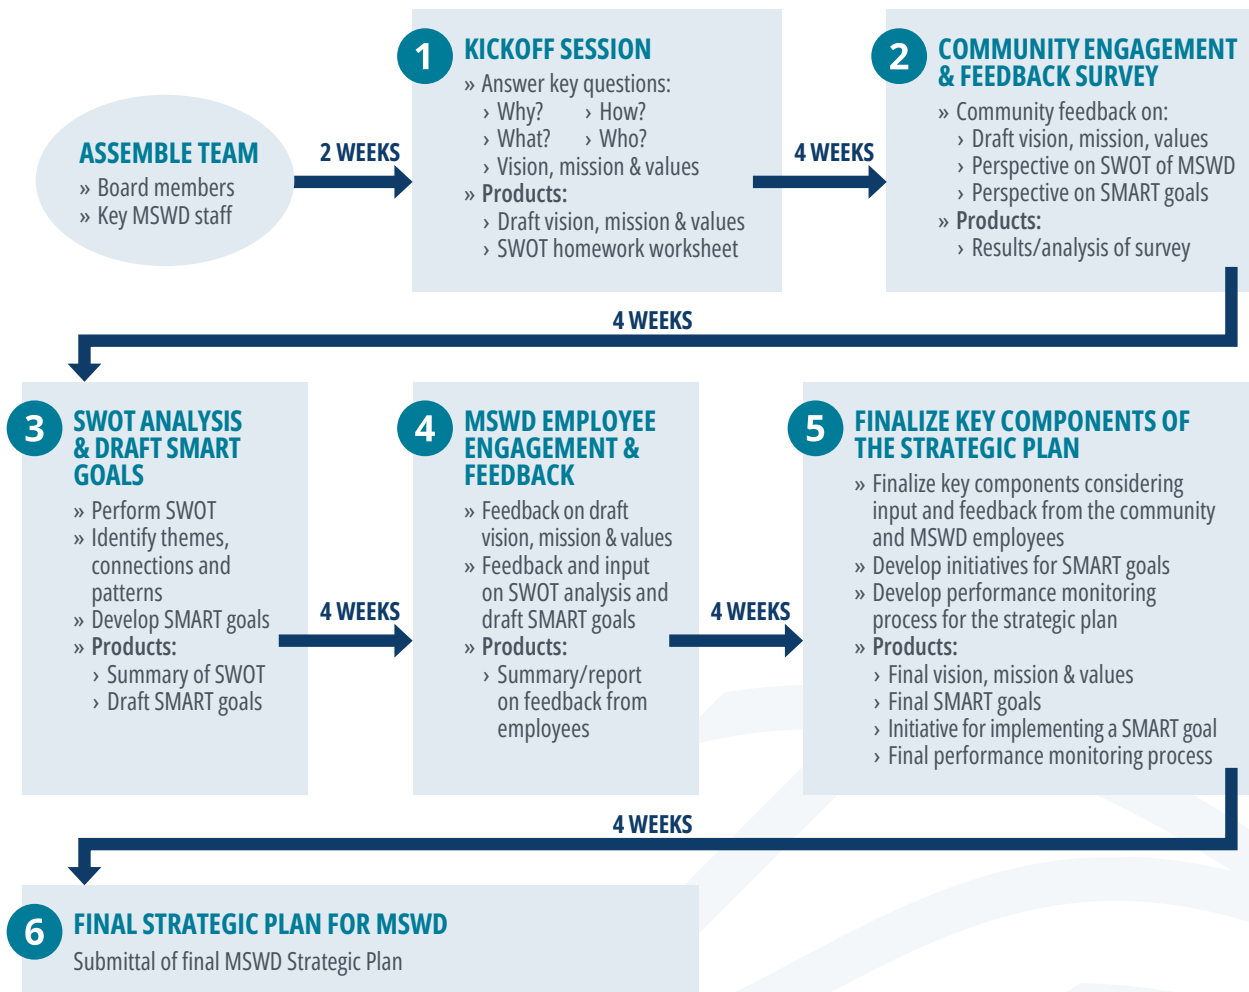 ASSEMBLE TEAM
» Board members
» Key MSWD staff
2 WEEKS
1
KICKOFF SESSION
» Answer key questions:
› Why? › How?
› What? › Who?
› Vision, mission & values
» Products:
› Draft vision, mission & values
› SWOT homework worksheet
4 WEEKS
2
COMMUNITY ENGAGEMENT
& FEEDBACK SURVEY
» Community feedback on:
› Draft vision, mission, values
› Perspective on SWOT of MSWD
› Perspective on SMART goals
» Products:
› Results/analysis of survey
4 WEEKS
3
SWOT ANALYSIS
& DRAFT SMART
GOALS
» Perform SWOT
» Identify themes,
connections and
patterns
» Develop SMART goals
» Products:
› Summary of SWOT
› Draft SMART goals
4 WEEKS
4
MSWD EMPLOYEE
ENGAGEMENT &
FEEDBACK
» Feedback on draft
vision, mission & values
» Feedback and input
on SWOT analysis and
draft SMART goals
» Products:
› Summary/report
on feedback from
employees
4 WEEKS
5
FINALIZE KEY COMPONENTS OF
THE STRATEGIC PLAN
» Finalize key components considering
input and feedback from the community
and MSWD employees
» Develop initiatives for SMART goals
» Develop performance monitoring
process for the strategic plan
» Products:
› Final vision, mission & values
› Final SMART goals
› Initiative for implementing a SMART goal
› Final performance monitoring process
4 WEEKS
6
FINAL STRATEGIC PLAN FOR MSWD
Submittal of final MSWD Strategic Plan